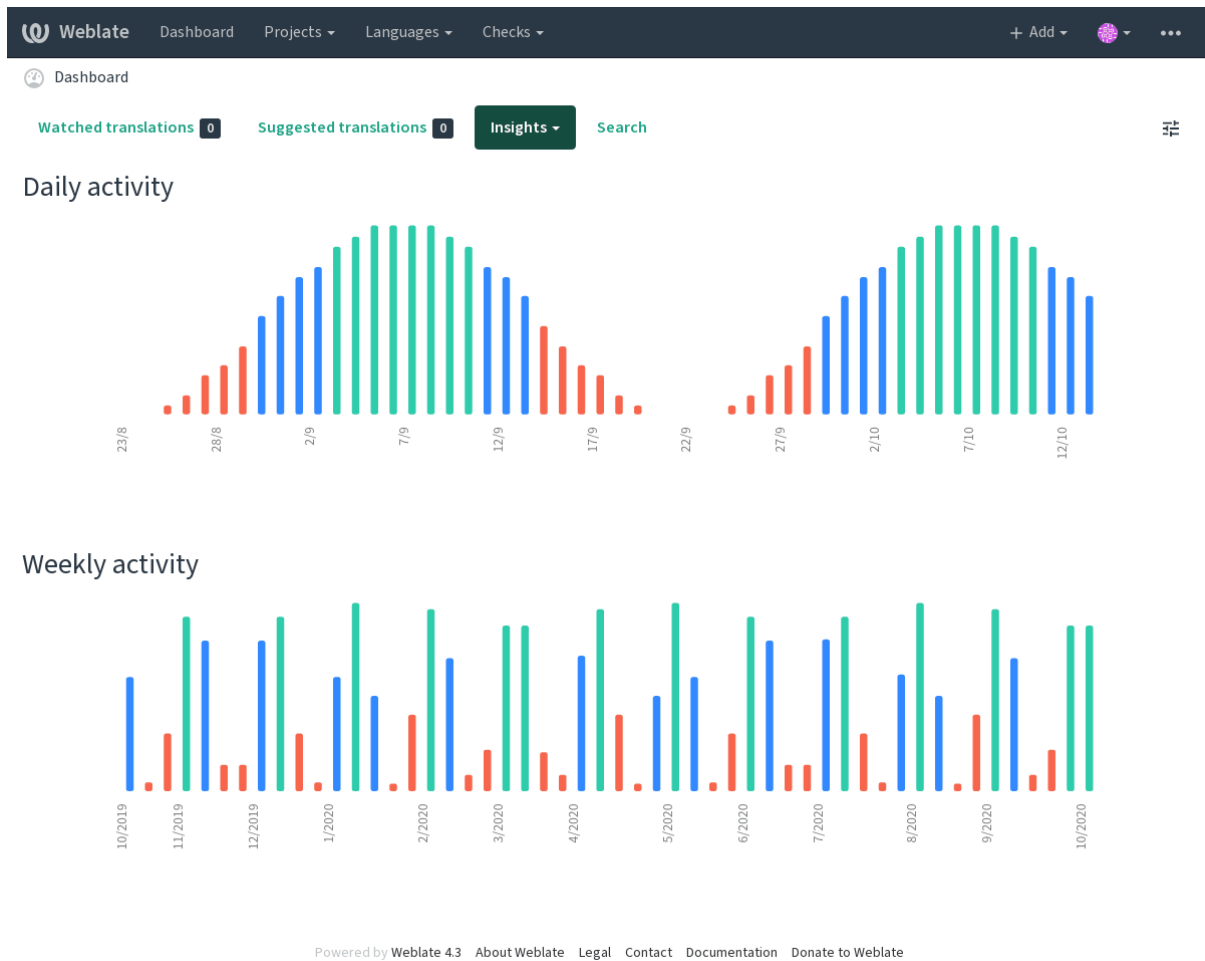 Weblate Dashboard Projects Languages Checks Add
Dashboard
Watched translations 0 Suggested translations 0 Insights Search
Daily activity
23/8 28/8 2/9 7/9 12/9 17/9 22/9 27/9 2/10 7/10 12/10
Weekly activity
10/2019 11/2019 12/2019 1/2020 2/2020 3/2020 4/2020 5/2020 6/2020 7/2020 8/2020 9/2020 10/2020
Powered by Weblate 4.3 About Weblate Legal Contact Documentation Donate to Weblate